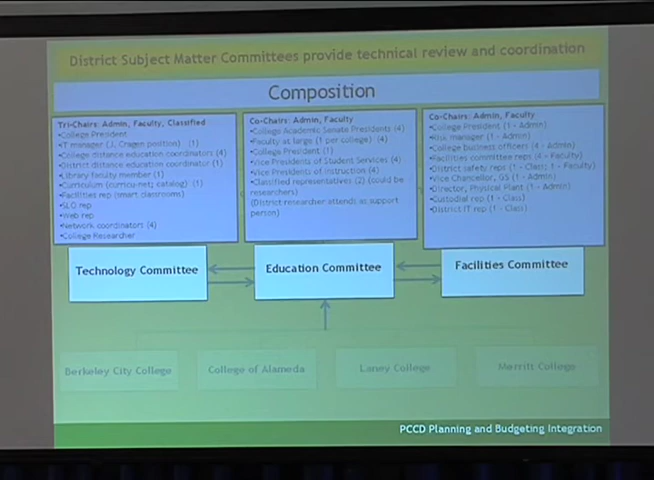 District Subject Matter Committees provide technical review and coordination
Composition
Tri-Chairs: Admin, Faculty, Classified
•College President
•IT manager (J. Craget position) (1)
•College distance education coordinators (4)
•District distance education coordinator (1)
•Library faculty member (1)
•Curriculum (curricu-net; catalog) (1)
•Facilities rep (smart classrooms)
•SLO rep
•Web rep
•Network coordinators (4)
•College Researcher
Co-Chairs: Admin, Faculty
•College Academic Senate Presidents (4)
•Faculty at large (1 per college) (4)
•College President (1)
•Vice Presidents of Student Services (4)
•Vice Presidents of Instruction (4)
•Classified representatives (2) (could be
researchers)
(District researcher attends as support
person)
Co-Chairs: Admin, Faculty
•College President (1 - Admin)
•Risk manager (1 - Admin)
•College business officers (4 - Admin)
•Facilities committee reps (4 - Faculty)
•District safety reps (1 - Class; 1 - Faculty)
•Vice Chancellor, GS (1 - Admin)
•Director, Physical Plant (1 - Admin)
•Custodial rep (1 - Class)
•District IT rep (1 - Class)
Technology Committee
Education Committee
Facilities Committee
Berkeley City College
College of Alameda
Laney College
Merritt College
PCCD Planning and Budgeting Integration